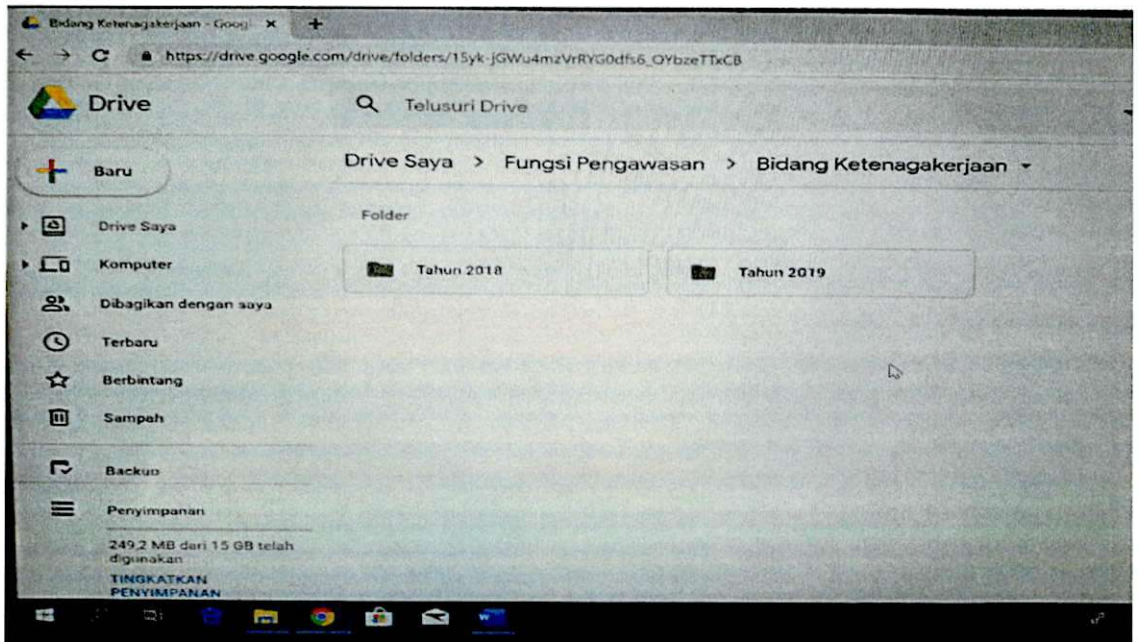 Bidang Ketenagakerjaan - Googl
https://drive.google.com/drive/folders/15yk-jGWu4mzVrRYG0dfs6_OYbzeTTxCB
Drive
Telusuri Drive
Baru
Drive Saya > Fungsi Pengawasan > Bidang Ketenagakerjaan
Folder
Drive Saya
Tahun 2018
Tahun 2019
Komputer
Dibagikan dengan saya
Terbaru
Berbintang
Sampah
Backup
Penyimpanan
249,2 MB dari 15 GB telah
digunakan
TINGKATKAN
PENYIMPANAN